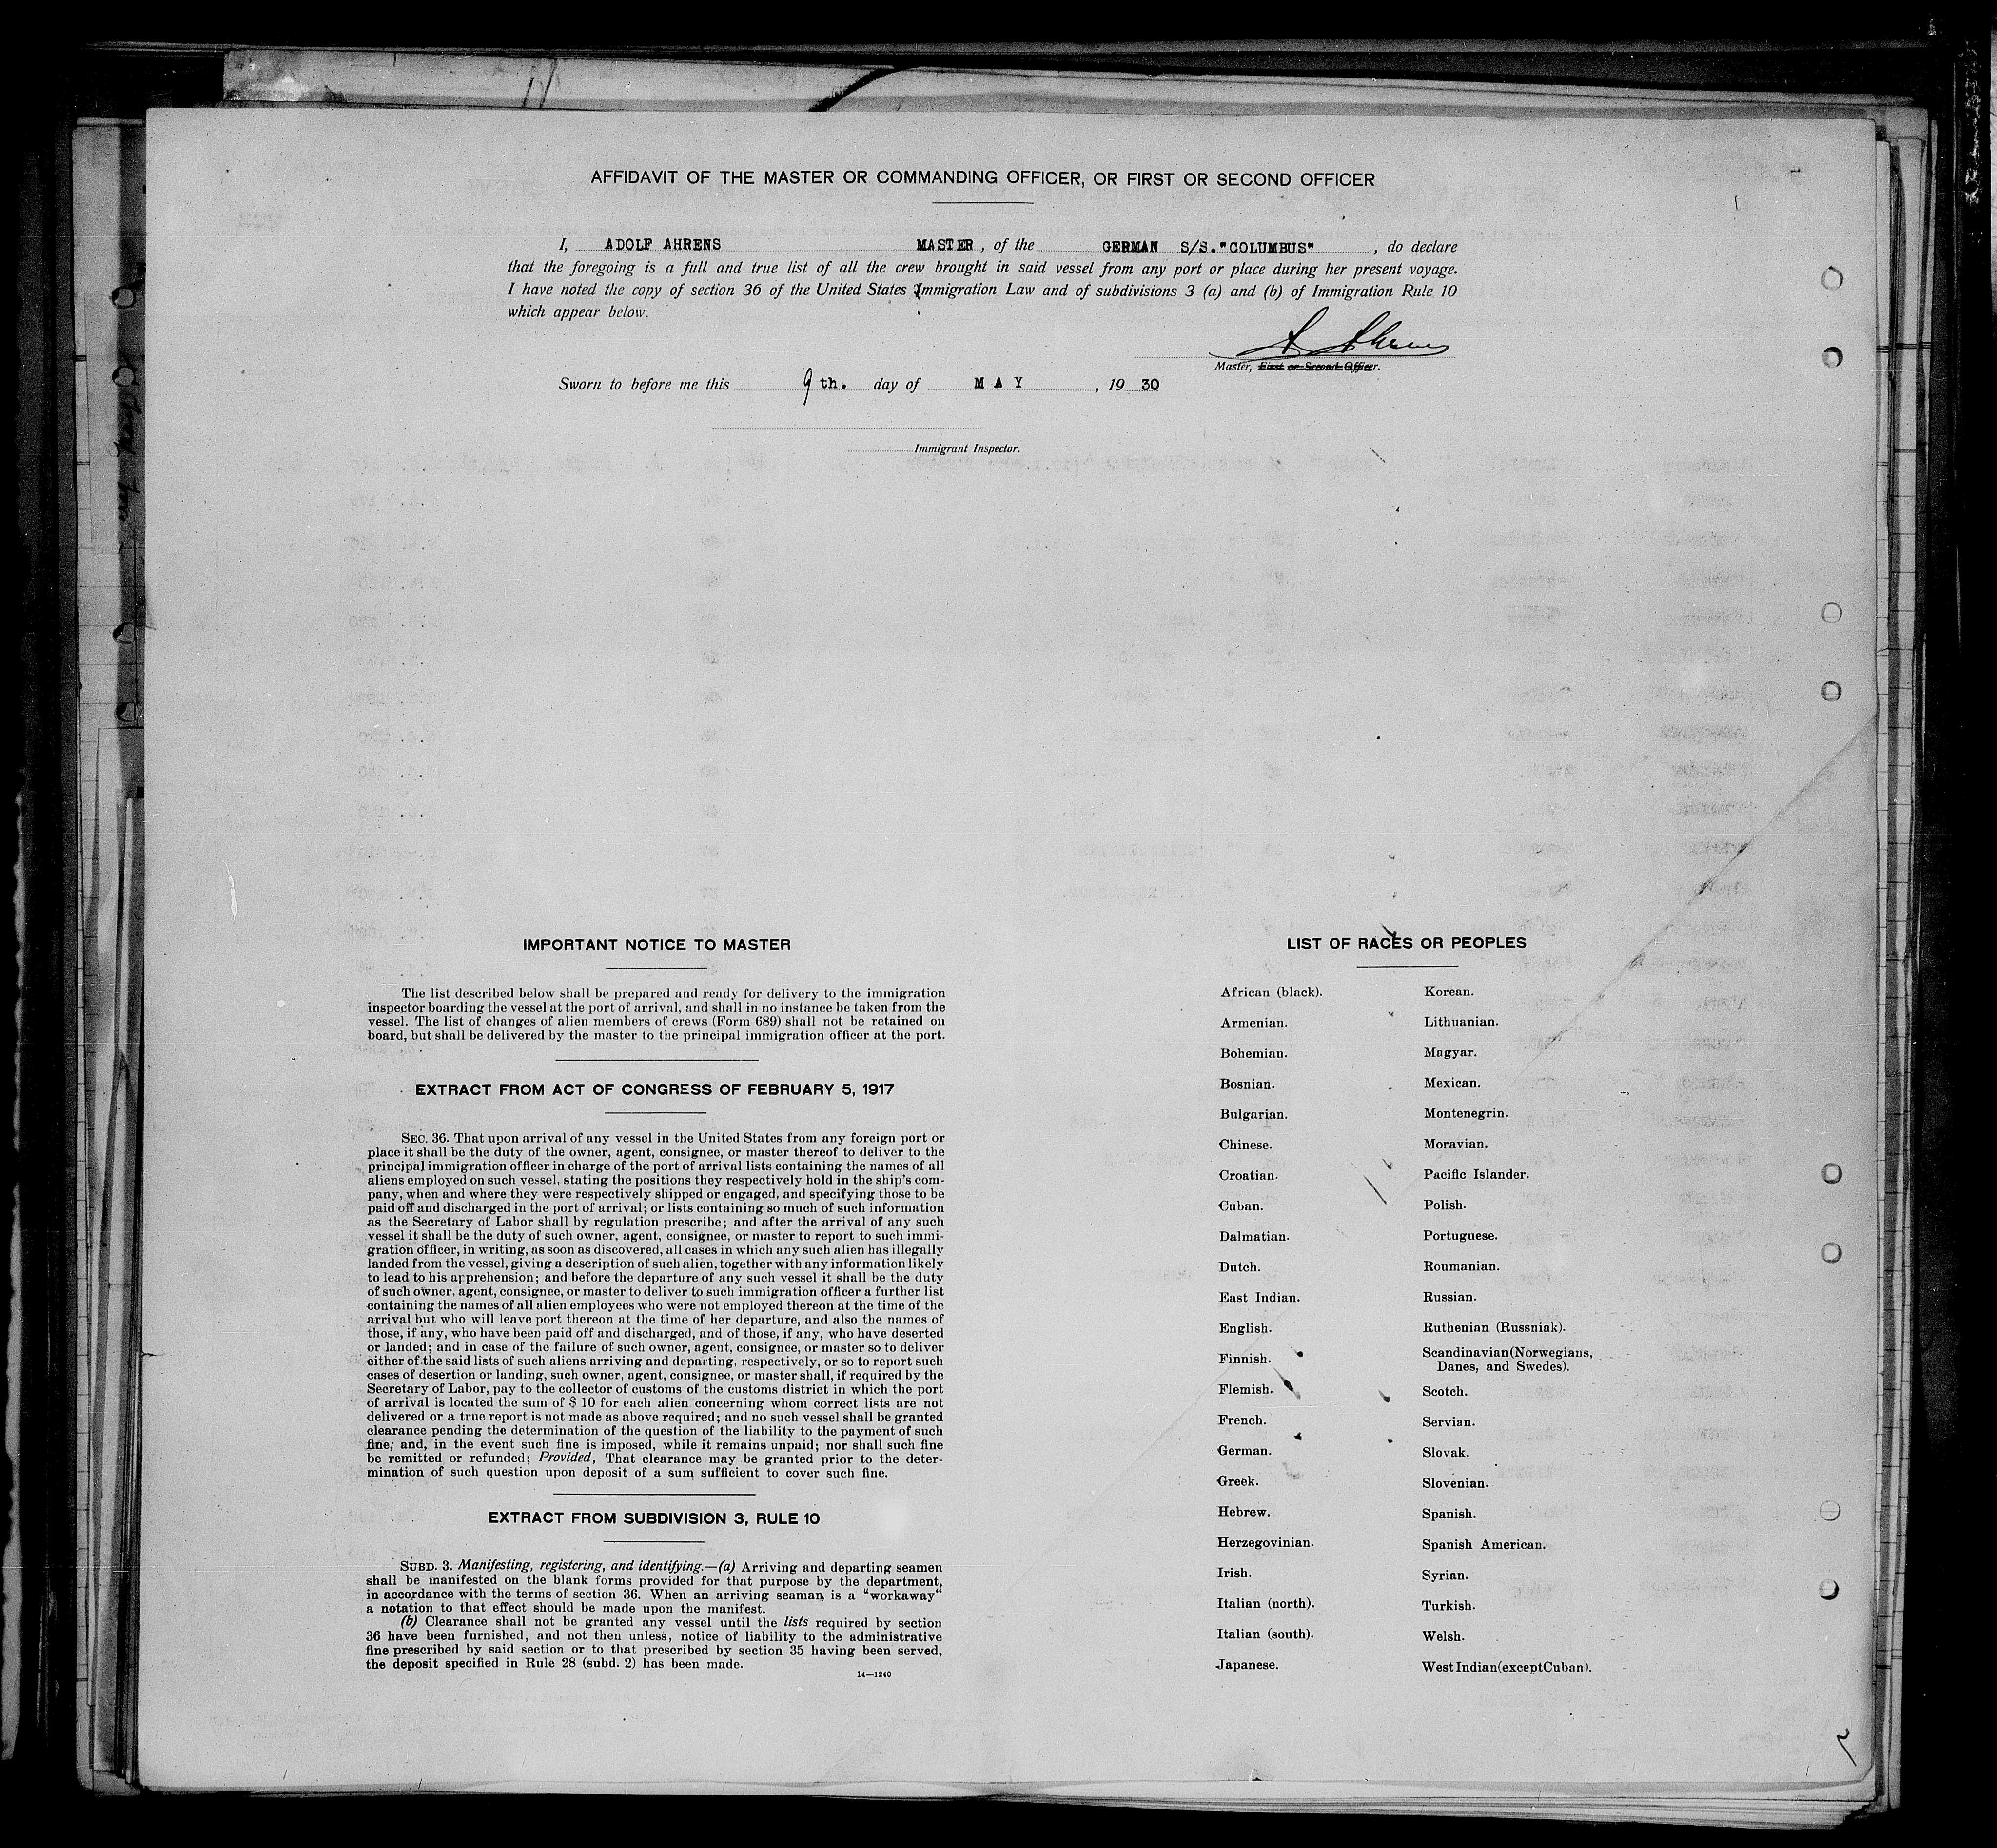 AFFIDAVIT OF THE MASTER OR COMMANDING OFFICER, OR FIRST OR SECOND OFFICER
I, ADOLF AHRENS MASTER, of the GERMAN S/S. "COLUMBUS", do declare
that the foregoing is a full and true list of all the crew brought in said vessel from any port or place during her present voyage.
I have noted the copy of section 36 of the United States Immigration Law and of subdivisions 3 (a) and (b) of Immigration Rule 10
which appear below.
A Ahrens
Master, First or Second Officer.
Sworn to before me this 9th. day of MAY, 19 30
Immigrant Inspector.
IMPORTANT NOTICE TO MASTER
The list described below shall be prepared and ready for delivery to the immigration
inspector boarding the vessel at the port of arrival, and shall in no instance be taken from the
vessel. The list of changes of alien members of crews (Form 689) shall not be retained on
board, but shall be delivered by the master to the principal immigration officer at the port.
EXTRACT FROM ACT OF CONGRESS OF FEBRUARY 5, 1917
SEC. 36. That upon arrival of any vessel in the United States from any foreign port or
place it shall be the duty of the owner, agent, consignee, or master thereof to deliver to the
principal immigration officer in charge of the port of arrival lists containing the names of all
aliens employed on such vessel, stating the positions they respectively hold in the ship's com-
pany, when and where they were respectively shipped or engaged, and specifying those to be
paid off and discharged in the port of arrival; or lists containing so much of such information
as the Secretary of Labor shall by regulation prescribe; and after the arrival of any such
vessel it shall be the duty of such owner, agent, consignee, or master to report to such immi-
gration officer, in writing, as soon as discovered, all cases in which any such alien has illegally
landed from the vessel, giving a description of such alien, together with any information likely
to lead to his apprehension; and before the departure of any such vessel it shall be the duty
of such owner, agent, consignee, or master to deliver to such immigration officer a further list
containing the names of all alien employees who were not employed thereon at the time of the
arrival but who will leave port thereon at the time of her departure, and also the names of
those, if any, who have been paid off and discharged, and of those, if any, who have deserted
or landed; and in case of the failure of such owner, agent, consignee, or master so to deliver
either of the said lists of such aliens arriving and departing, respectively, or so to report such
cases of desertion or landing, such owner, agent, consignee, or master shall, if required by the
Secretary of Labor, pay to the collector of customs of the customs district in which the port
of arrival is located the sum of $ 10 for each alien concerning whom correct lists are not
delivered or a true report is not made as above required; and no such vessel shall be granted
clearance pending the determination of the question of the liability to the payment of such
fine; and, in the event such fine is imposed, while it remains unpaid; nor shall such fine
be remitted or refunded; Provided, That clearance may be granted prior to the deter-
mination of such question upon deposit of a sum sufficient to cover such fine.
EXTRACT FROM SUBDIVISION 3, RULE 10
SUBD. 3. Manifesting, registering, and identifying.—(a) Arriving and departing seamen
shall be manifested on the blank forms provided for that purpose by the department,
in accordance with the terms of section 36. When an arriving seaman is a "workaway"
a notation to that effect should be made upon the manifest.
(b) Clearance shall not be granted any vessel until the lists required by section
36 have been furnished, and not then unless, notice of liability to the administrative
fine prescribed by said section or to that prescribed by section 35 having been served,
the deposit specified in Rule 28 (subd. 2) has been made.
14—1240
LIST OF RACES OR PEOPLES
African (black).
Armenian.
Bohemian.
Bosnian.
Bulgarian.
Chinese.
Croatian.
Cuban.
Dalmatian.
Dutch.
East Indian.
English.
Finnish.
Flemish.
French.
German.
Greek.
Hebrew.
Herzegovinian.
Irish.
Italian (north).
Italian (south).
Japanese.
Korean.
Lithuanian.
Magyar.
Mexican.
Montenegrin.
Moravian.
Pacific Islander.
Polish.
Portuguese.
Roumanian.
Russian.
Ruthenian (Russniak).
Scandinavian (Norwegians,
Danes, and Swedes).
Scotch.
Servian.
Slovak.
Slovenian.
Spanish.
Spanish American.
Syrian.
Turkish.
Welsh.
West Indian (except Cuban).